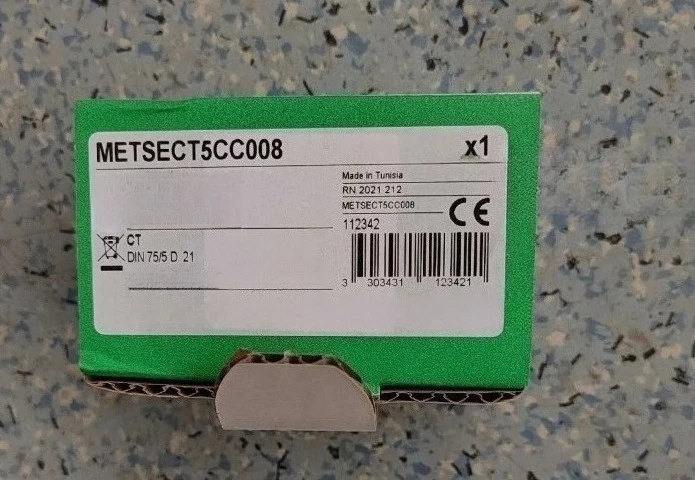 METSECT5CC008 x1
Made in Tunisia
RN 2021 212
METSECT5CC008
CE
112342
CT
DIN 75/5 D. 21
3 303431 123421